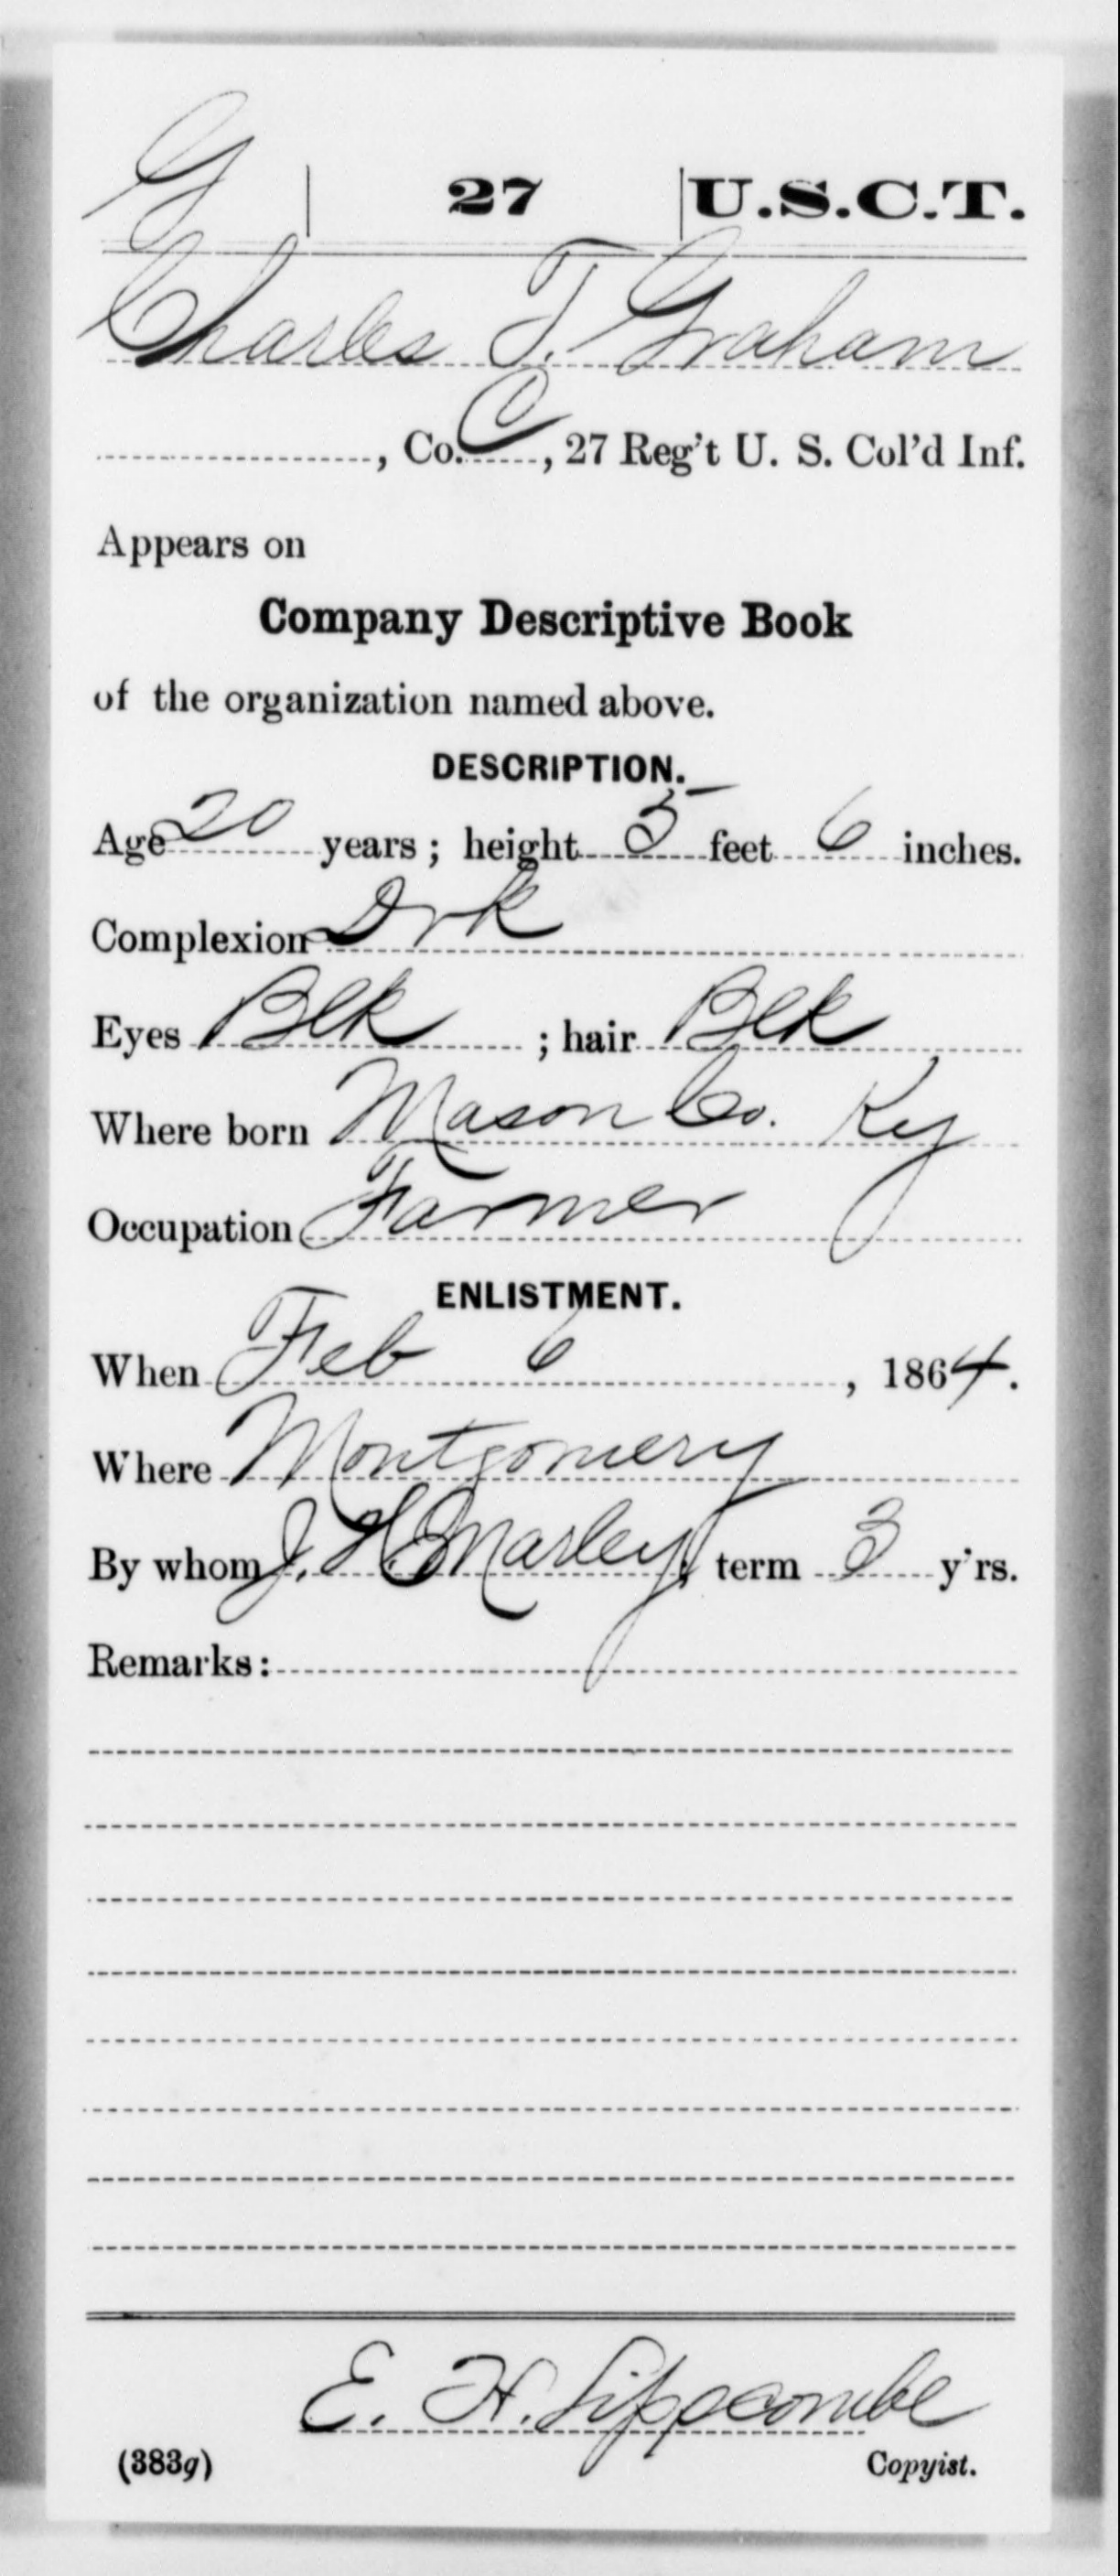 G | 27 | U.S.C.T.
Charles T. Graham
, Co. C, 27 Reg't U. S. Col'd Inf.
Appears on
Company Descriptive Book
of the organization named above.
DESCRIPTION.
Age 20 years; height 5 feet 6 inches.
Complexion Drk
Eyes Blk; hair Blk
Where born Mason Co. Ky
Occupation Farmer
ENLISTMENT.
When Feb 6, 1864.
Where Montgomery
By whom J. H. Marley; term 3 y'rs.
Remarks:
E. H. Lippscombe
(383g) Copyist.